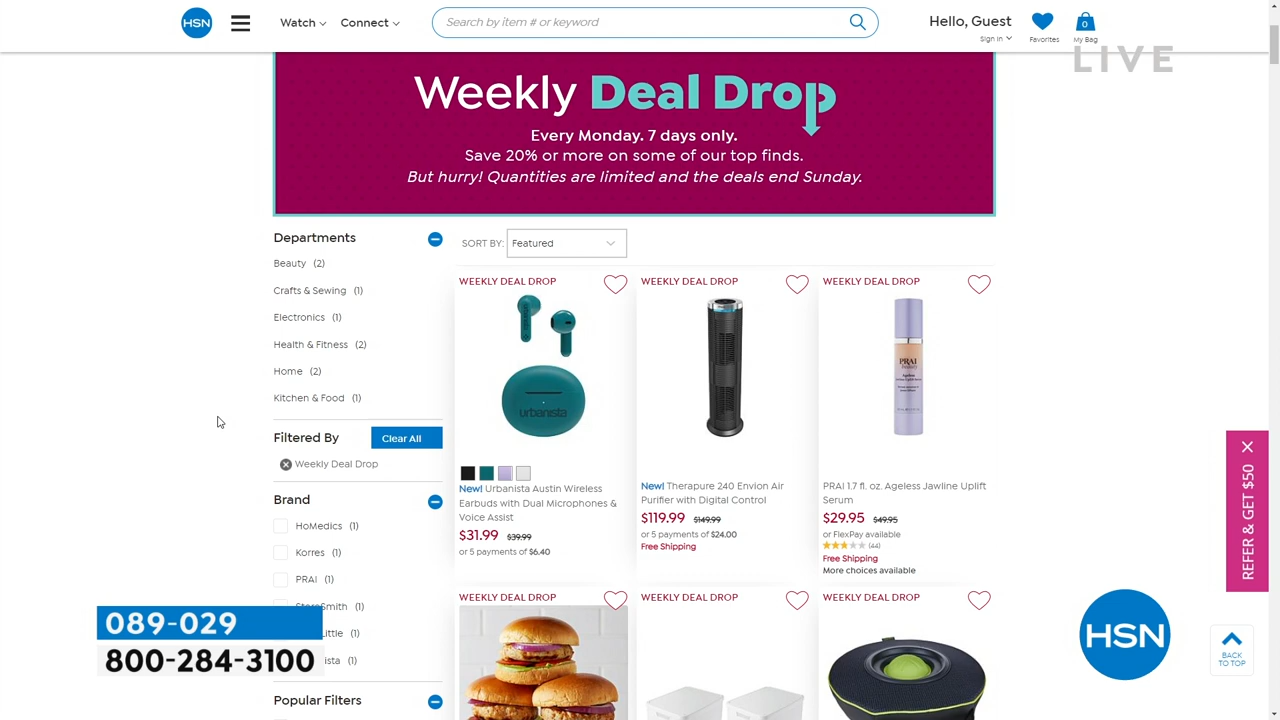 HSN
Watch
Connect
Search by item # or keyword
Hello, Guest
Sign In
Favorites
0
My Bag
LIVE
Weekly Deal Drop
Every Monday. 7 days only.
Save 20% or more on some of our top finds.
But hurry! Quantities are limited and the deals end Sunday.
Departments
Beauty (2)
Crafts & Sewing (1)
Electronics (1)
Health & Fitness (2)
Home (2)
Kitchen & Food (1)
Filtered By
Clear All
Weekly Deal Drop
Brand
HoMedics (1)
Korres (1)
PRAI (1)
Smith (1)
Little (1)
ista (1)
Popular Filters
SORT BY: Featured
WEEKLY DEAL DROP
urbanista
New! Urbanista Austin Wireless
Earbuds with Dual Microphones &
Voice Assist
$31.99 $39.99
or 5 payments of $6.40
WEEKLY DEAL DROP
New! Therapure 240 Envion Air
Purifier with Digital Control
$119.99 $149.99
or 5 payments of $24.00
Free Shipping
WEEKLY DEAL DROP
PRAI
PRAI 1.7 fl. oz. Ageless Jawline Uplift
Serum
$29.95 $49.95
or FlexPay available
(44)
Free Shipping
More choices available
WEEKLY DEAL DROP
WEEKLY DEAL DROP
WEEKLY DEAL DROP
REFER & GET $50
089-029
800-284-3100
HSN
BACK
TO TOP